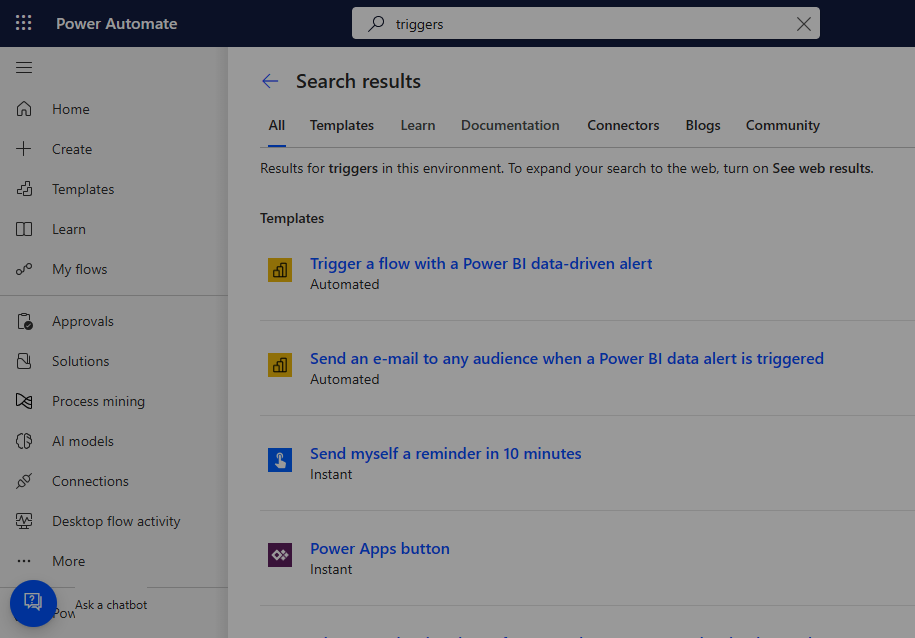 Power Automate
triggers
Home
Create
Templates
Learn
My flows
Approvals
Solutions
Process mining
AI models
Connections
Desktop flow activity
More
Pow
Ask a chatbot
Search results
All Templates Learn Documentation Connectors Blogs Community
Results for triggers in this environment. To expand your search to the web, turn on See web results.
Templates
Trigger a flow with a Power BI data-driven alert
Automated
Send an e-mail to any audience when a Power BI data alert is triggered
Automated
Send myself a reminder in 10 minutes
Instant
Power Apps button
Instant